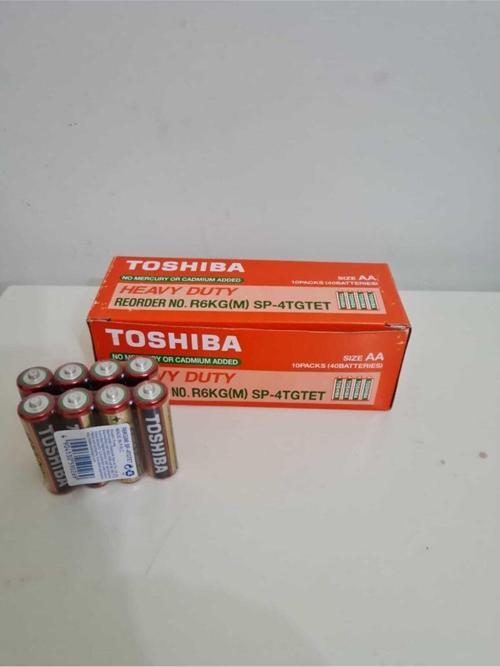 TOSHIBA
NO MERCURY OR CADMIUM ADDED
HEAVY DUTY
REORDER NO. R6KG(M) SP-4TGTET
SIZE AA
10PACKS (40BATTERIES)
TOSHIBA
NO MERCURY OR CADMIUM ADDED
VY DUTY
NO. R6KG(M) SP-4TGTET
SIZE AA
10PACKS (40BATTERIES)
TOSHIBA
TOSHIBA